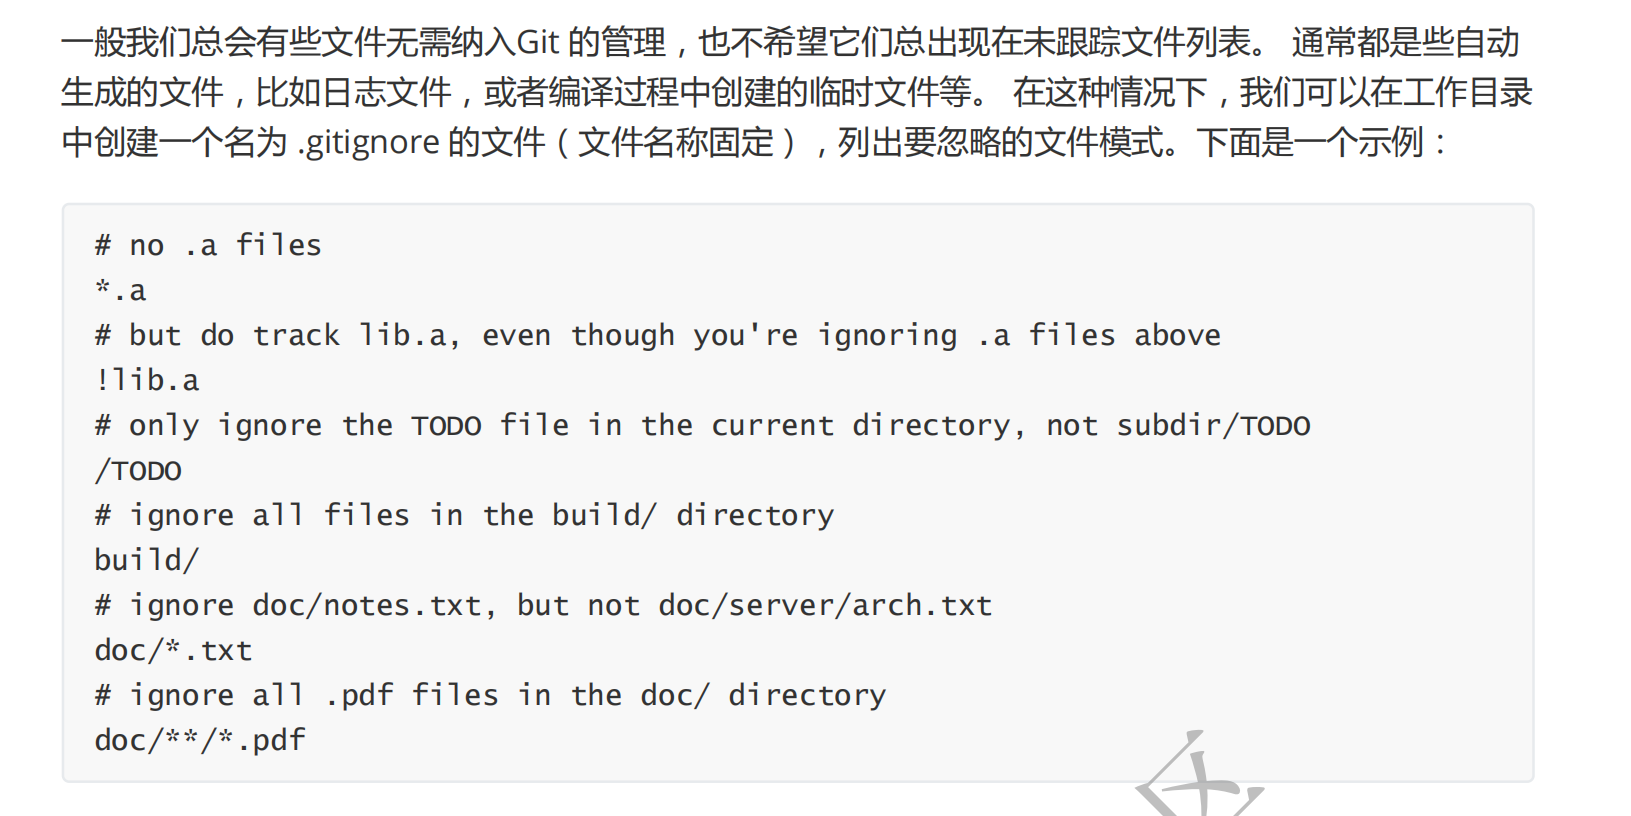 一般我们总会有些文件无需纳入Git 的管理，也不希望它们总出现在未跟踪文件列表。 通常都是些自动
生成的文件，比如日志文件，或者编译过程中创建的临时文件等。 在这种情况下，我们可以在工作目录
中创建一个名为 .gitignore 的文件（文件名称固定），列出要忽略的文件模式。下面是一个示例：
# no .a files
*.a
# but do track lib.a, even though you're ignoring .a files above
!lib.a
# only ignore the TODO file in the current directory, not subdir/TODO
/TODO
# ignore all files in the build/ directory
build/
# ignore doc/notes.txt, but not doc/server/arch.txt
doc/*.txt
# ignore all .pdf files in the doc/ directory
doc/**/*.pdf